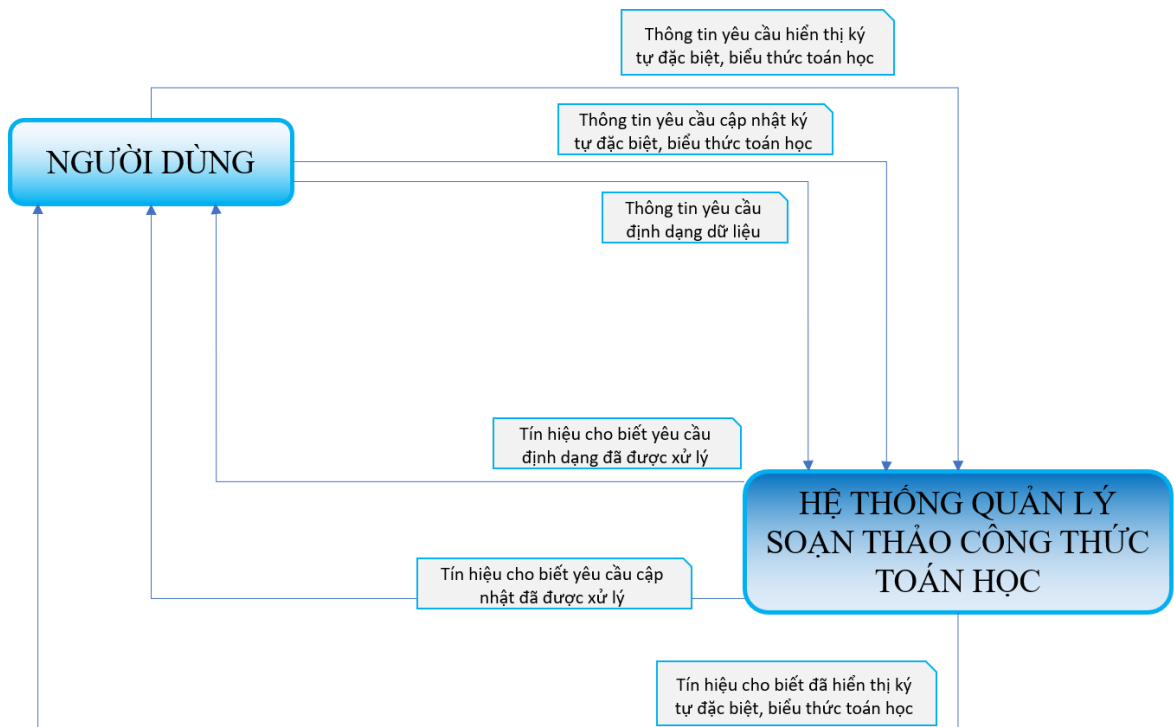 Thông tin yêu cầu hiển thị ký
tự đặc biệt, biểu thức toán học
Thông tin yêu cầu cập nhật ký
tự đặc biệt, biểu thức toán học
NGƯỜI DÙNG
Thông tin yêu cầu
định dạng dữ liệu
Tín hiệu cho biết yêu cầu
định dạng đã được xử lý
HỆ THỐNG QUẢN LÝ
SOẠN THẢO CÔNG THỨC
TOÁN HỌC
Tín hiệu cho biết yêu cầu cập
nhật đã được xử lý
Tín hiệu cho biết đã hiển thị ký
tự đặc biệt, biểu thức toán học